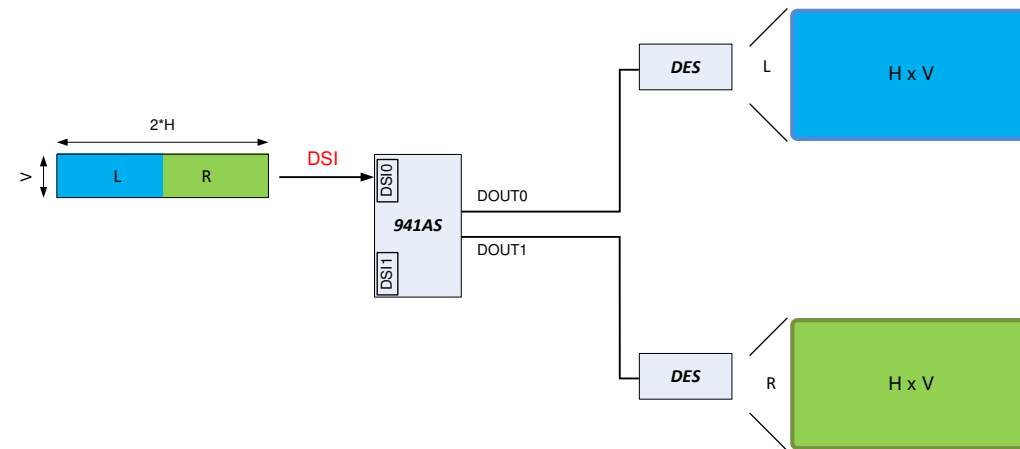 DES
L
H x V
2*H
V
L
R
DSI
DSI0
941AS
DSI1
DOUT0
DOUT1
DES
R
H x V